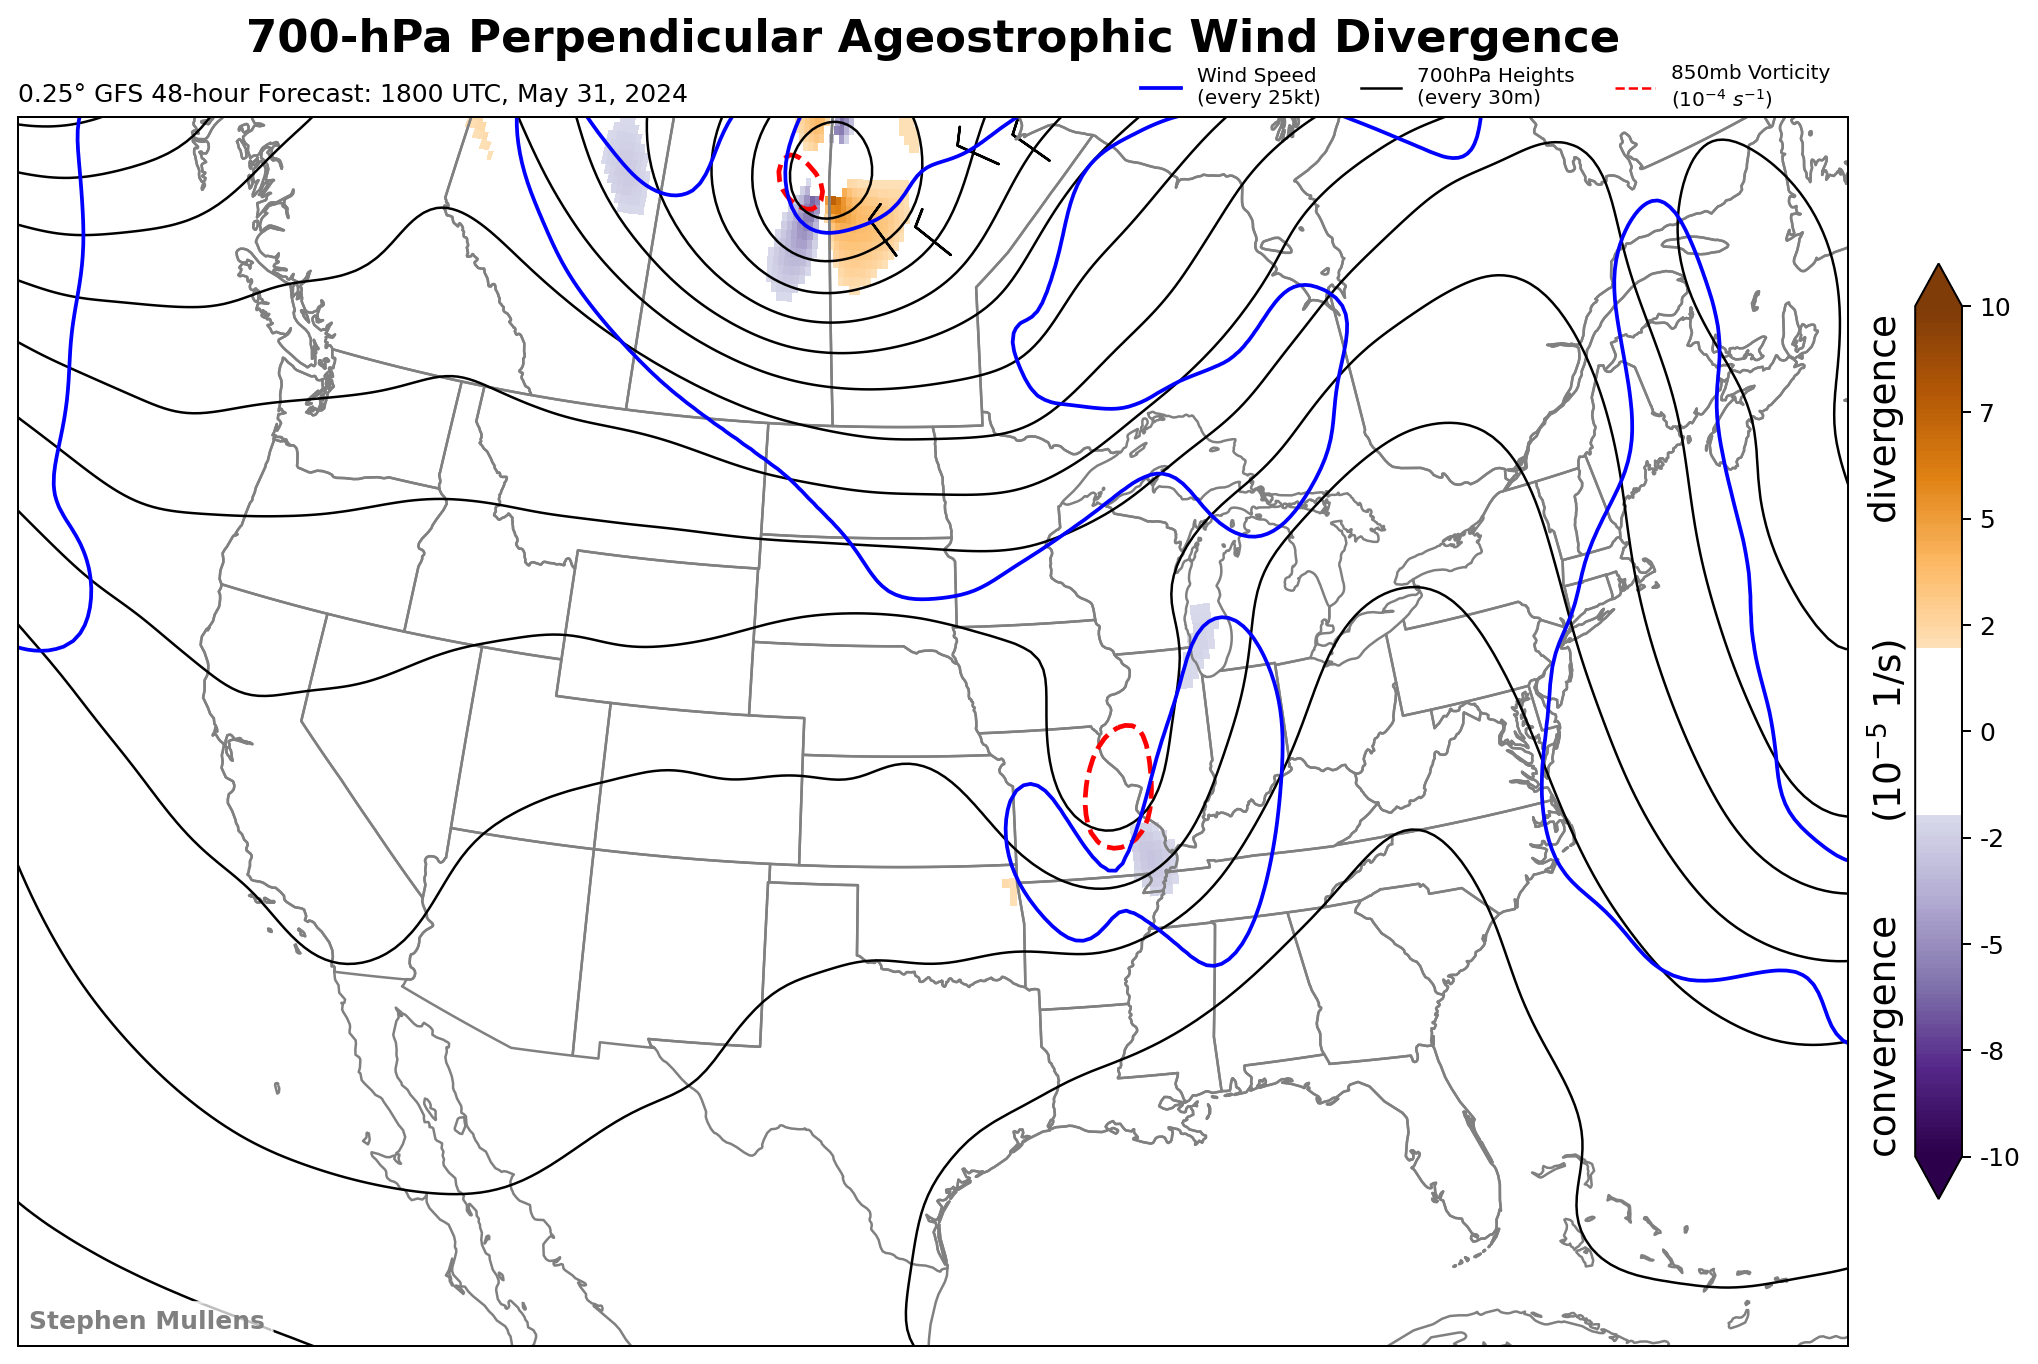 700-hPa Perpendicular Ageostrophic Wind Divergence
0.25° GFS 48-hour Forecast: 1800 UTC, May 31, 2024
Wind Speed
(every 25kt)
700hPa Heights
(every 30m)
850mb Vorticity
(10⁻⁴ s⁻¹)
10
7
5
2
0
-2
-5
-8
-10
convergence (10⁻⁵ 1/s) divergence
Stephen Mullens